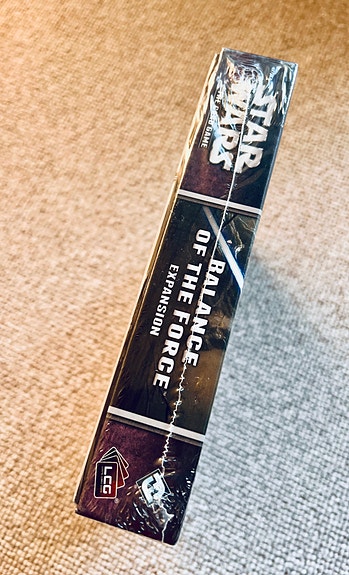 STAR
WARS
THE CARD GAME
BALANCE
OF THE FORCE
EXPANSION
LCG